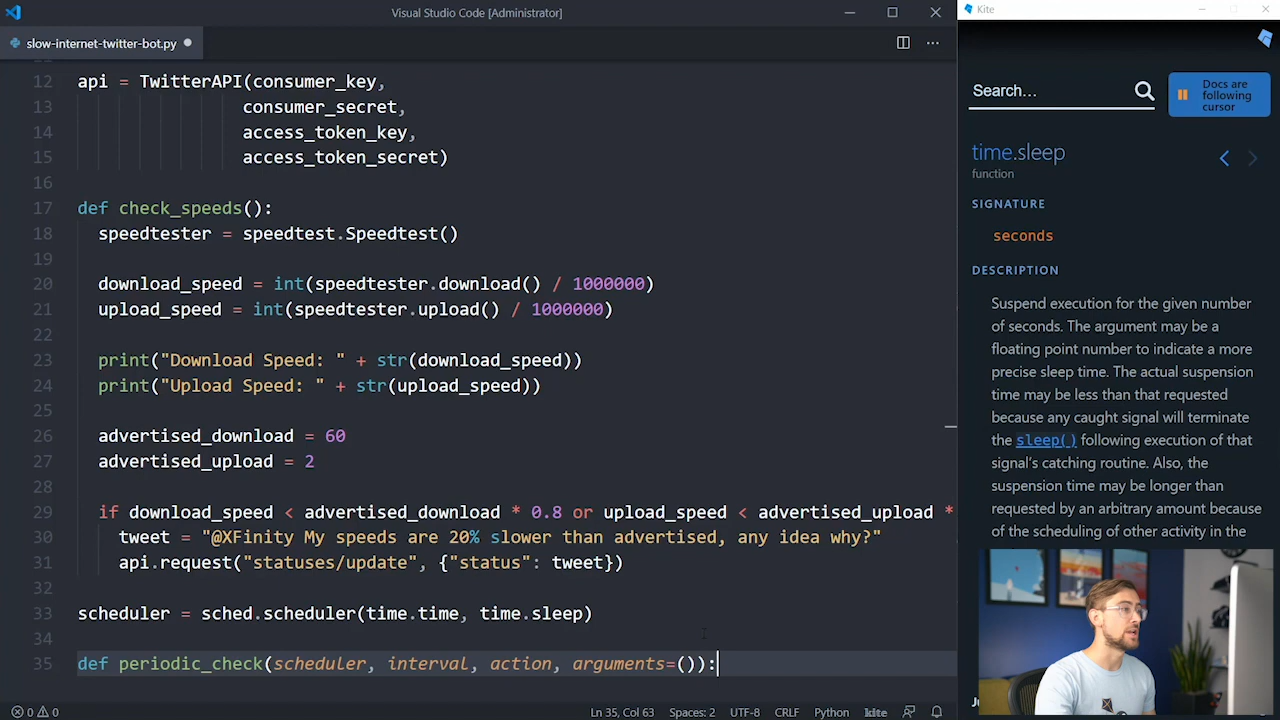 Visual Studio Code [Administrator]
slow-internet-twitter-bot.py
12 api = TwitterAPI(consumer_key,
13 consumer_secret,
14 access_token_key,
15 access_token_secret)
16
17 def check_speeds():
18 speedtester = speedtest.Speedtest()
19
20 download_speed = int(speedtester.download() / 1000000)
21 upload_speed = int(speedtester.upload() / 1000000)
22
23 print("Download Speed: " + str(download_speed))
24 print("Upload Speed: " + str(upload_speed))
25
26 advertised_download = 60
27 advertised_upload = 2
28
29 if download_speed < advertised_download * 0.8 or upload_speed < advertised_upload *
30 tweet = "@XFinity My speeds are 20% slower than advertised, any idea why?"
31 api.request("statuses/update", {"status": tweet})
32
33 scheduler = sched.scheduler(time.time, time.sleep)
34
35 def periodic_check(scheduler, interval, action, arguments=()):
0 0 Ln 35, Col 63 Spaces: 2 UTF-8 CRLF Python kite
Kite
Search...
Docs are
following
cursor
time.sleep
function
SIGNATURE
seconds
DESCRIPTION
Suspend execution for the given number
of seconds. The argument may be a
floating point number to indicate a more
precise sleep time. The actual suspension
time may be less than that requested
because any caught signal will terminate
the sleep() following execution of that
signal's catching routine. Also, the
suspension time may be longer than
requested by an arbitrary amount because
of the scheduling of other activity in the